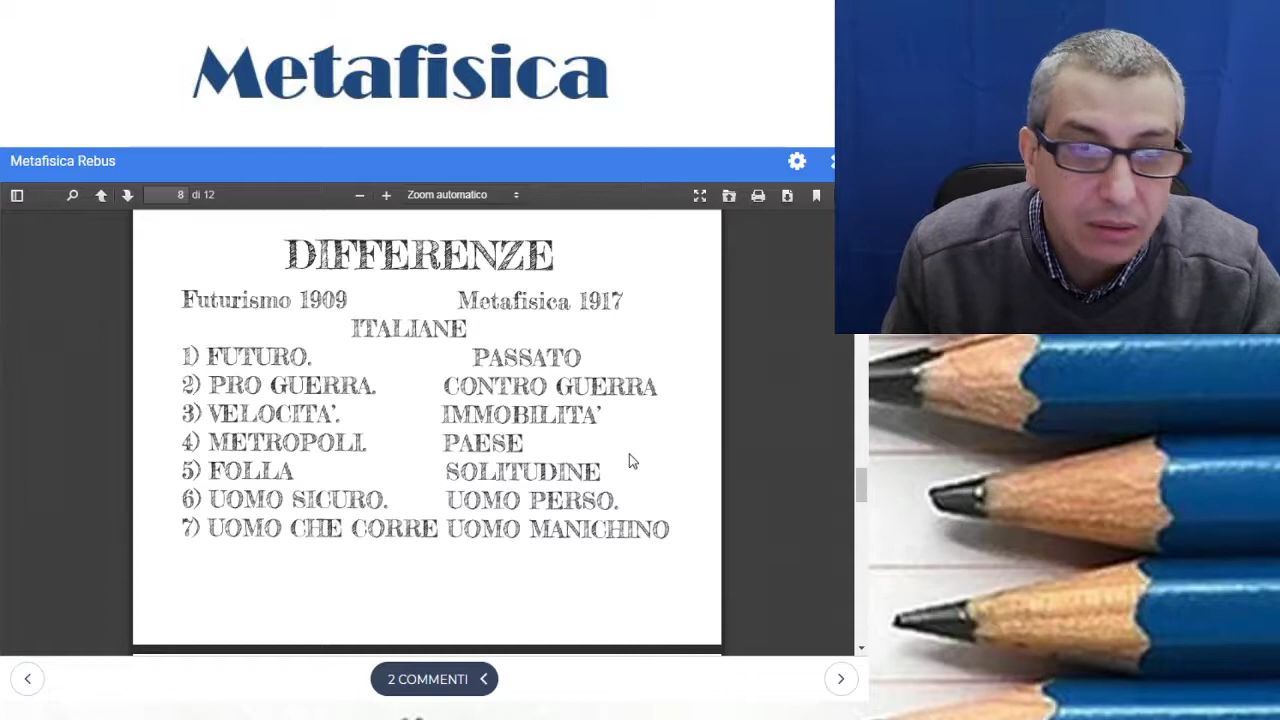 Metafisica
Metafisica Rebus
8 di 12
Zoom automatico
DIFFERENZE
Futurismo 1909 Metafisica 1917
ITALIANE
1) FUTURO. PASSATO
2) PRO GUERRA. CONTRO GUERRA
3) VELOCITA'. IMMOBILITA'
4) METROPOLI. PAESE
5) FOLLA SOLITUDINE
6) UOMO SICURO. UOMO PERSO.
7) UOMO CHE CORRE UOMO MANICHINO
2 COMMENTI